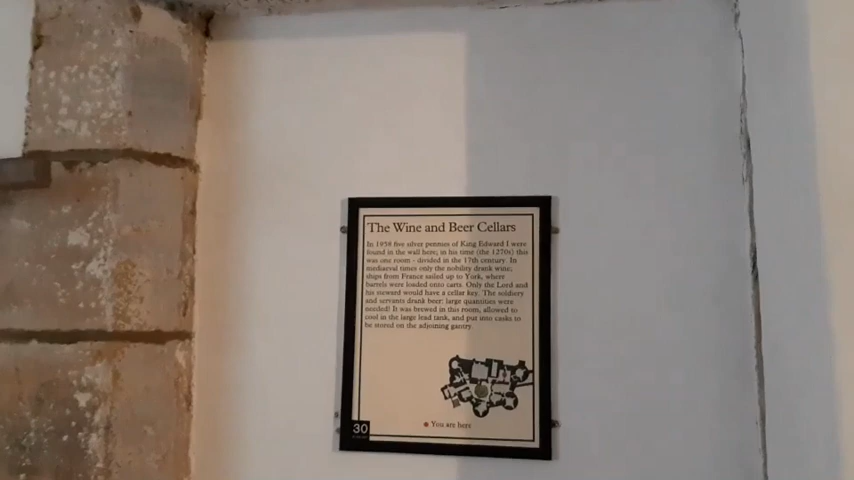 The Wine and Beer Cellars
In 1958 five silver pennies of King Edward I were
found in the wall here; in his time (the 1270s) this
was one room - divided in the 17th century. In
mediaeval times only the nobility drank wine;
ships from France sailed up to York, where
barrels were loaded onto carts. Only the Lord and
his steward would have a cellar key. The soldiery
and servants drank beer: large quantities were
needed! It was brewed in this room, allowed to
cool in the large lead tank, and put into casks to
be stored on the adjoining gantry.
You are here
30